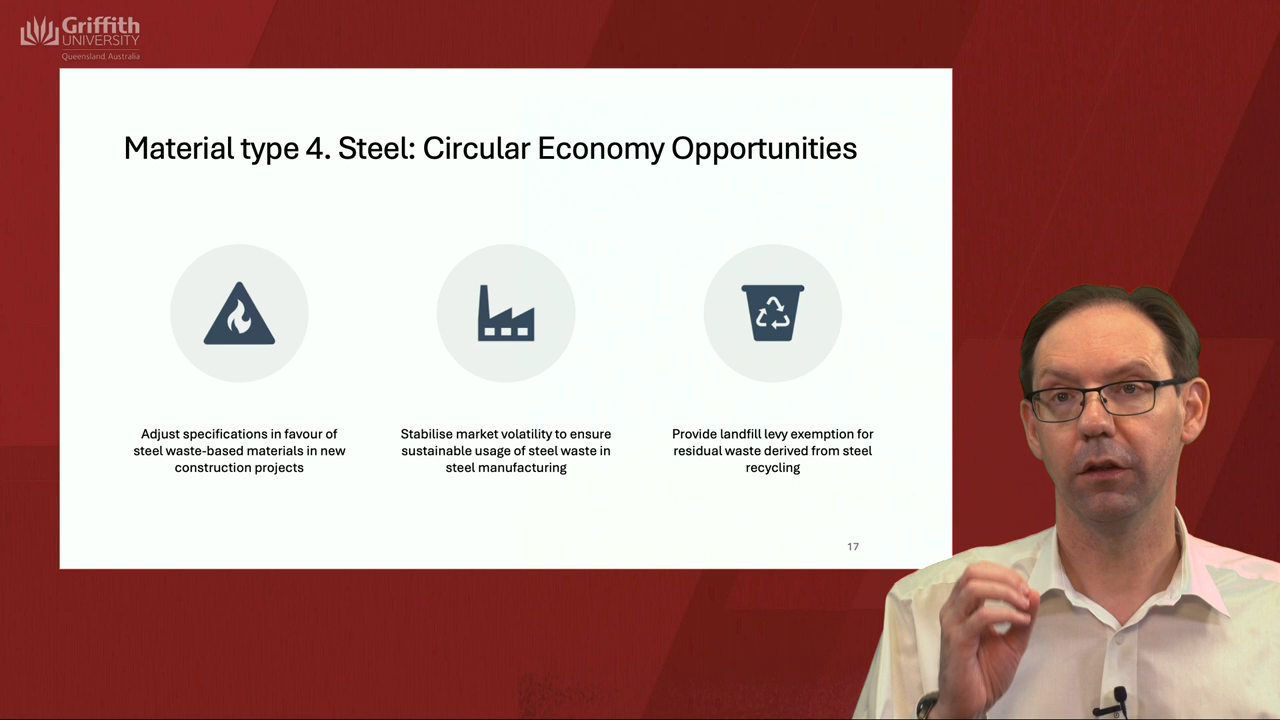 Griffith
UNIVERSITY
Queensland, Australia
Material type 4. Steel: Circular Economy Opportunities
Adjust specifications in favour of
steel waste-based materials in new
construction projects
Stabilise market volatility to ensure
sustainable usage of steel waste in
steel manufacturing
Provide landfill levy exemption for
residual waste derived from steel
recycling
17